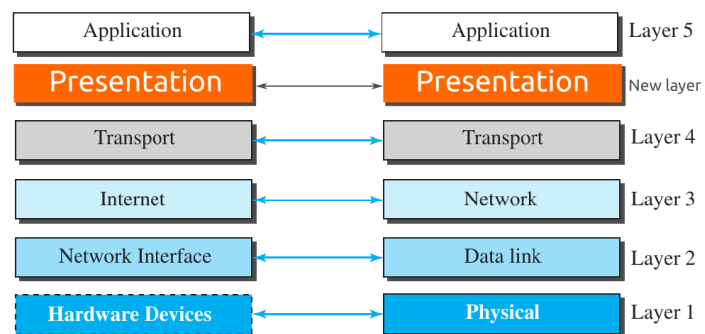 Application Application Layer 5
Presentation Presentation New layer
Transport Transport Layer 4
Internet Network Layer 3
Network Interface Data link Layer 2
Hardware Devices Physical Layer 1